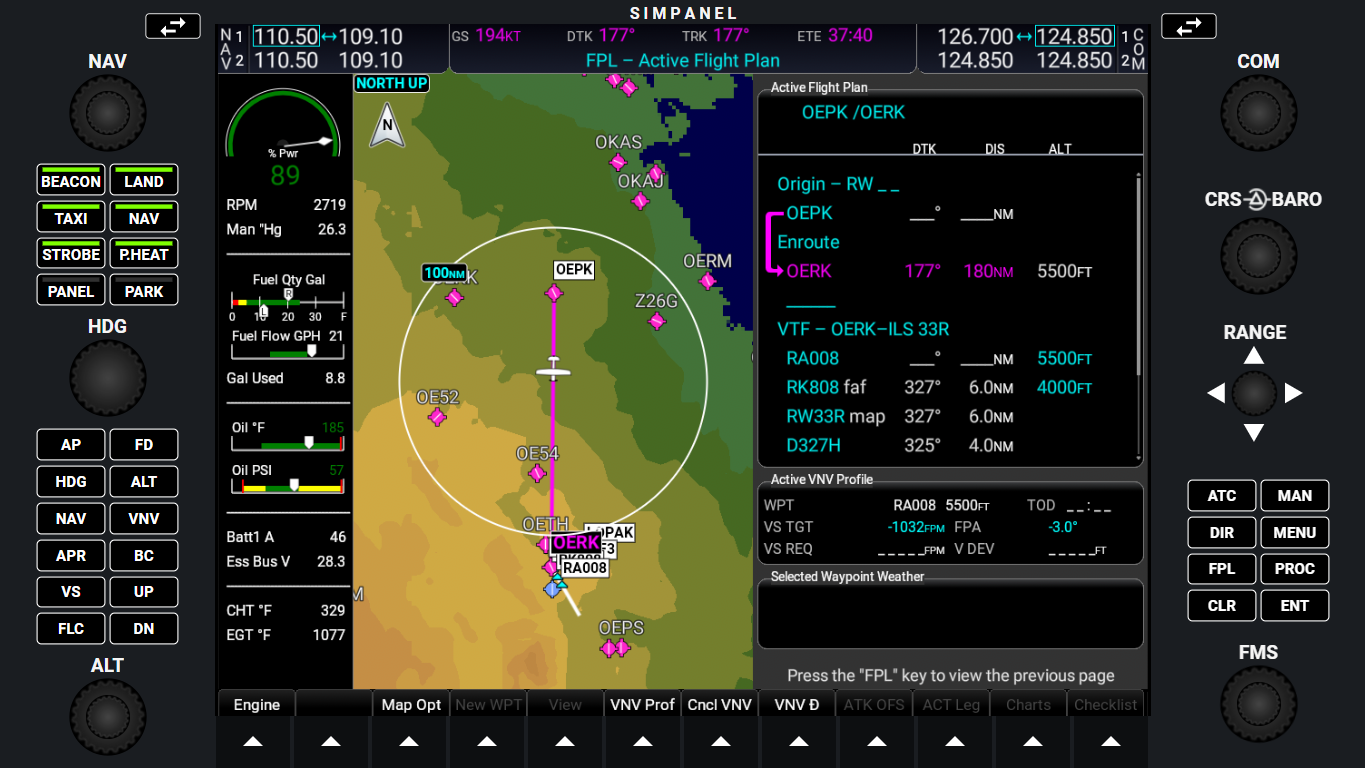 SIMPANEL
NAV
BEACON LAND
TAXI NAV
STROBE P.HEAT
PANEL PARK
HDG
AP FD
HDG ALT
NAV VNV
APR BC
VS UP
FLC DN
ALT
NAV 1 110.50 ↔ 109.10
2 110.50 109.10
GS 194KT DTK 177° TRK 177° ETE 37:40
FPL – Active Flight Plan
126.700 ↔ 124.850 1 COM
124.850 124.850 2
% Pwr
89
RPM 2719
Man "Hg 26.3
Fuel Qty Gal
R
L
0 10 20 30 F
Fuel Flow GPH 21
Gal Used 8.8
Oil °F 185
Oil PSI 57
Batt1 A 46
Ess Bus V 28.3
CHT °F 329
EGT °F 1077
NORTH UP
N
OKAS
OKAJ
OERM
100NM
OEPK
Z26G
OE52
OE54
OETH
OERK
RA008
OEPS
Active Flight Plan
OEPK /OERK
DTK DIS ALT
Origin – RW _ _
OEPK ___° ____NM
Enroute
OERK 177° 180NM 5500FT
______
VTF – OERK–ILS 33R
RA008 ___° ____NM 5500FT
RK808 faf 327° 6.0NM 4000FT
RW33R map 327° 6.0NM
D327H 325° 4.0NM
Active VNV Profile
WPT RA008 5500FT TOD _ _:_ _
VS TGT -1032FPM FPA -3.0°
VS REQ _ _ _ _ _FPM V DEV _ _ _ _ _FT
Selected Waypoint Weather
Press the "FPL" key to view the previous page
Engine Map Opt New WPT View VNV Prof Cncl VNV VNV Đ ATK OFS ACT Leg Charts Checklist
COM
CRS BARO
RANGE
ATC MAN
DIR MENU
FPL PROC
CLR ENT
FMS